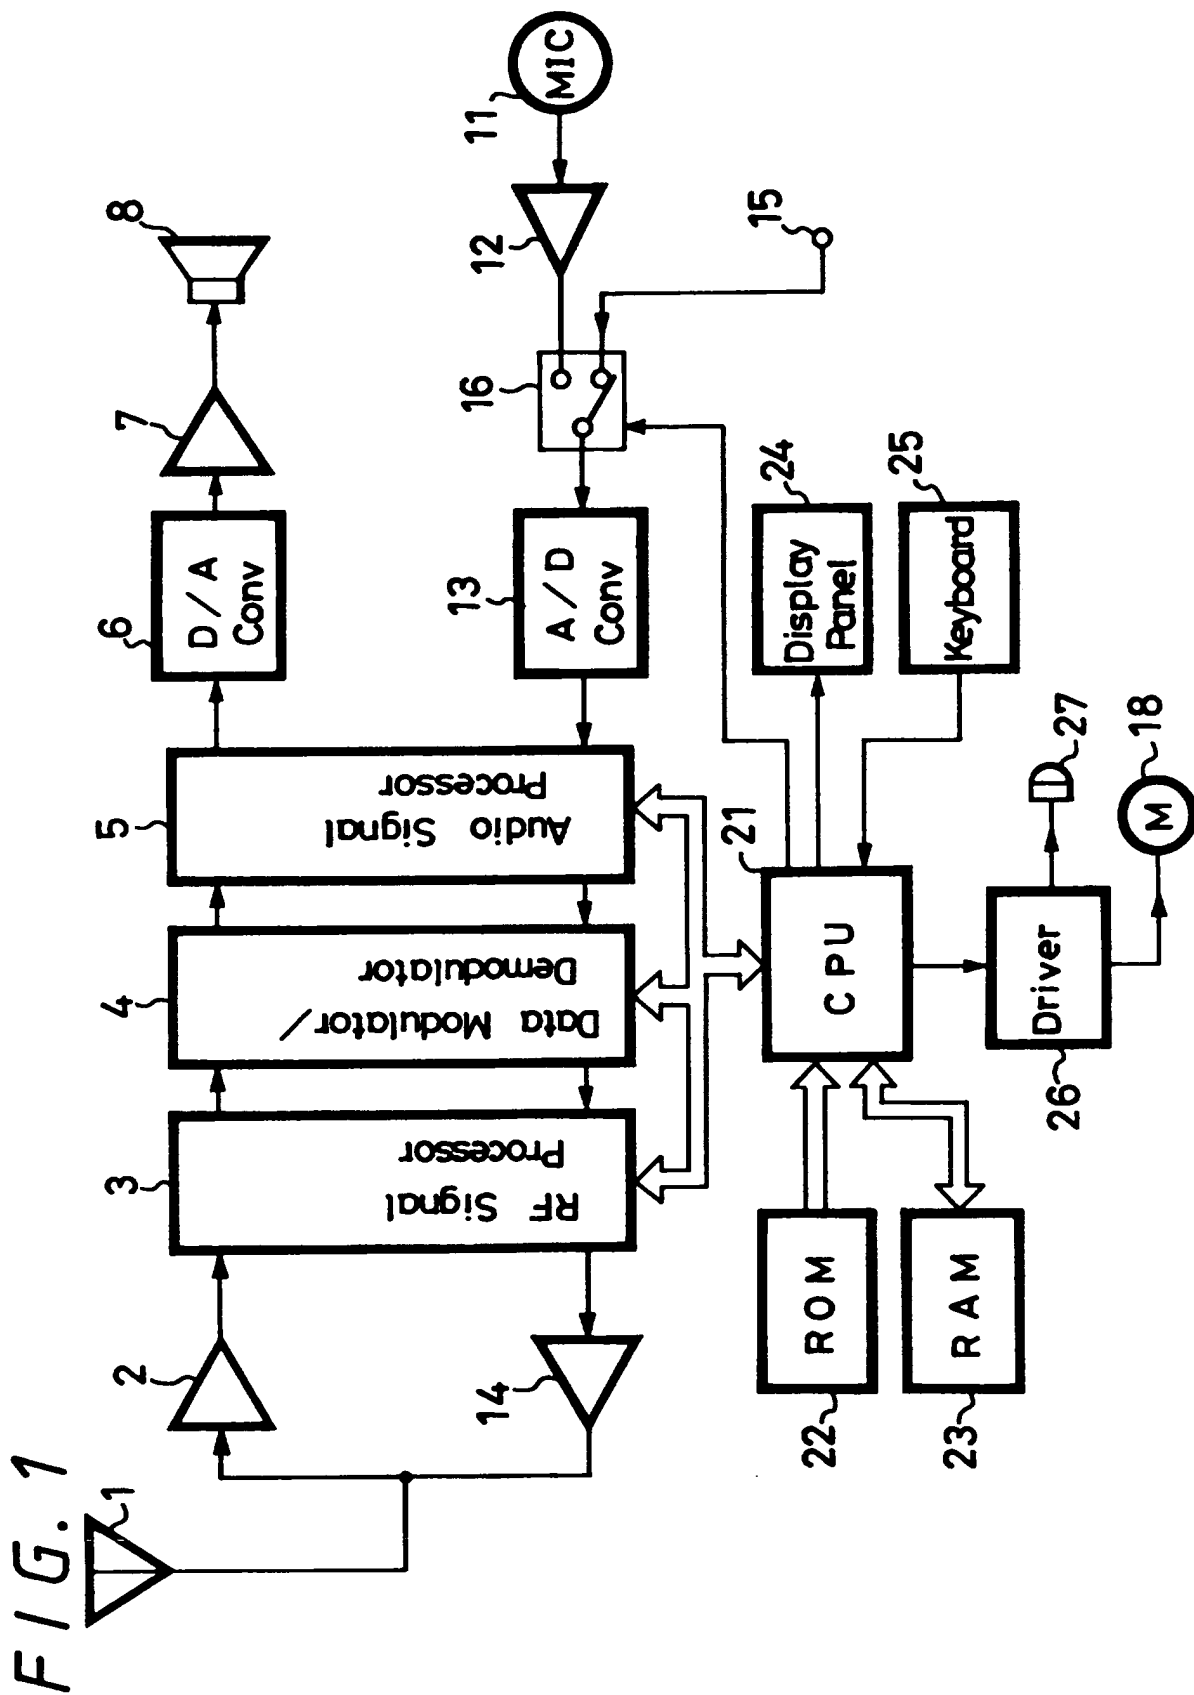 FIG. 1
1
2
3
RF Signal
Processor
4
Data Modulator/
Demodulator
5
Audio Signal
Processor
6
D/A
Conv
7
8
14
13
A/D
Conv
16
12
11
MIC
15
21
CPU
22
ROM
23
RAM
24
Display
Panel
25
Keyboard
26
Driver
27
18
M